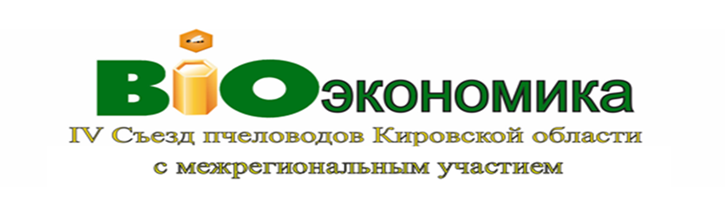 BiOэкономика
IV Съезд пчеловодов Кировской области
с межрегиональным участием